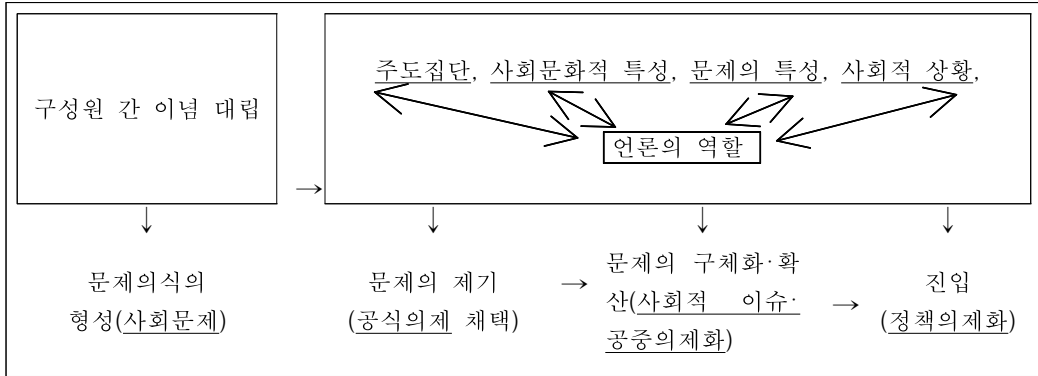 주도집단, 사회문화적 특성, 문제의 특성, 사회적 상황,
구성원 간 이념 대립
언론의 역할
→
↓ ↓ ↓ ↓
문제의식의
형성(사회문제)
문제의 제기
(공식의제 채택)
→
문제의 구체화·확
산(사회적 이슈·
공중의제화)
→
진입
(정책의제화)